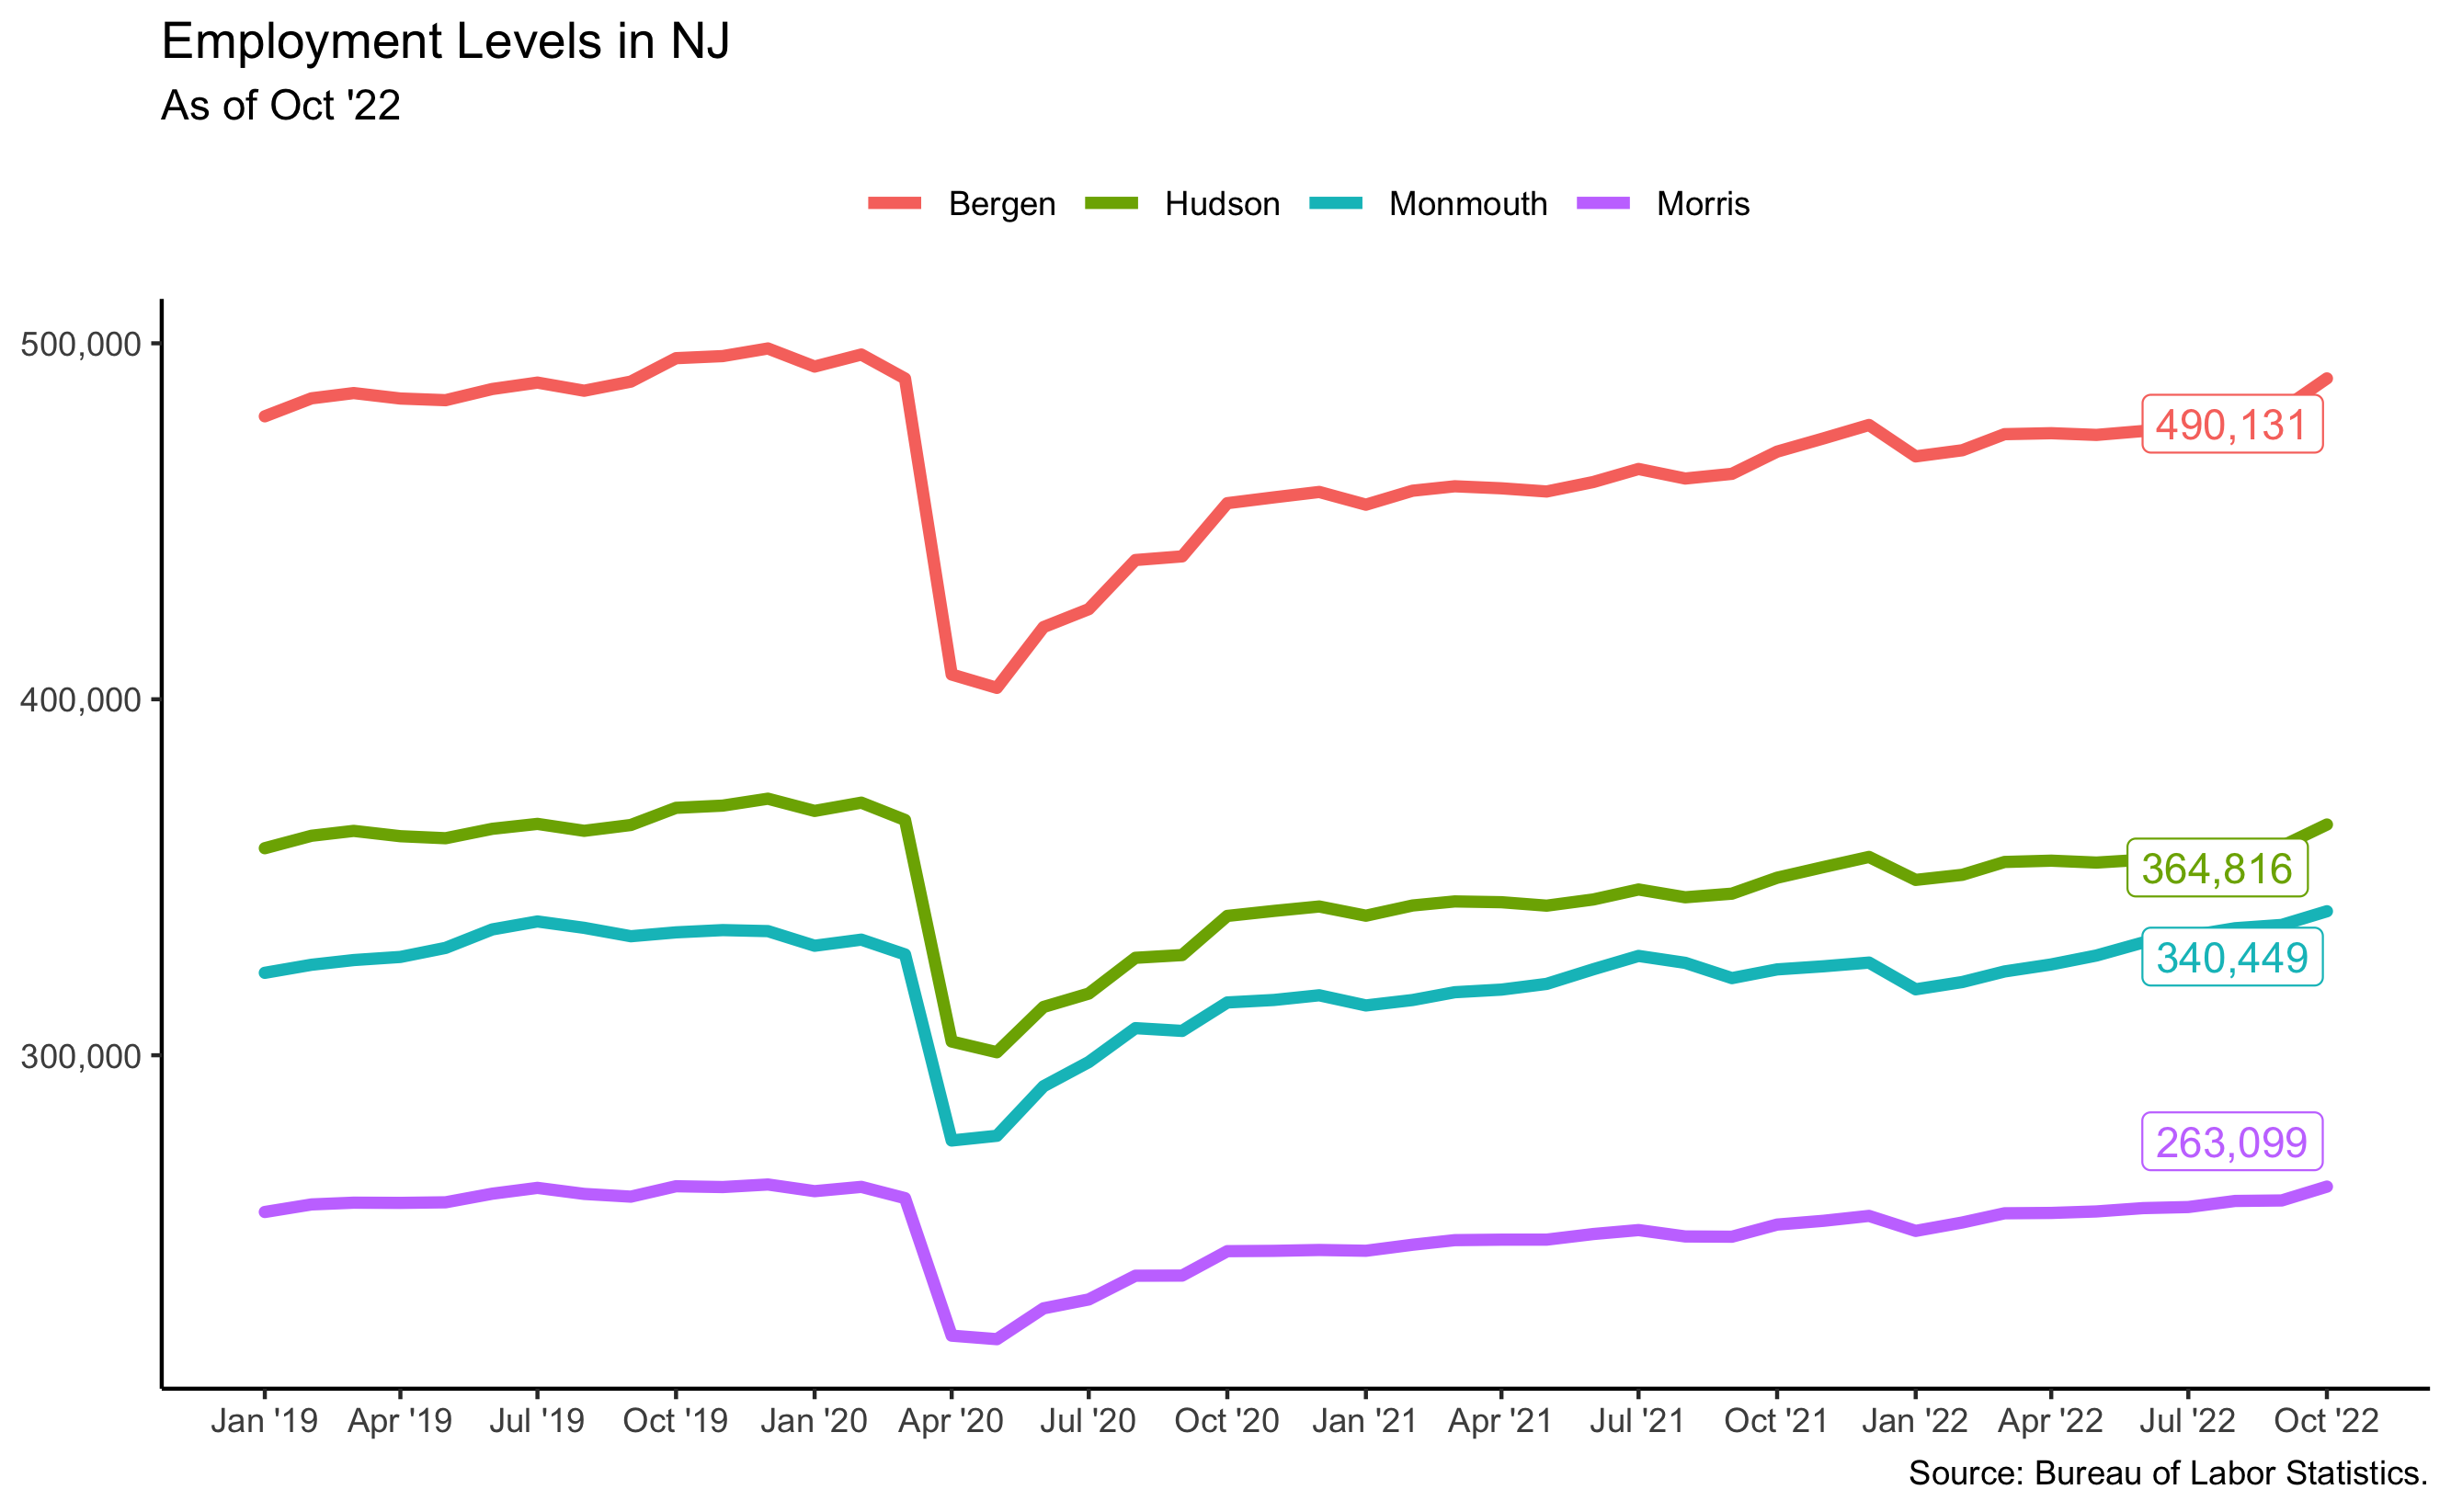 Employment Levels in NJ
As of Oct '22
Bergen Hudson Monmouth Morris
500,000
400,000
300,000
490,131
364,816
340,449
263,099
Jan '19 Apr '19 Jul '19 Oct '19 Jan '20 Apr '20 Jul '20 Oct '20 Jan '21 Apr '21 Jul '21 Oct '21 Jan '22 Apr '22 Jul '22 Oct '22
Source: Bureau of Labor Statistics.